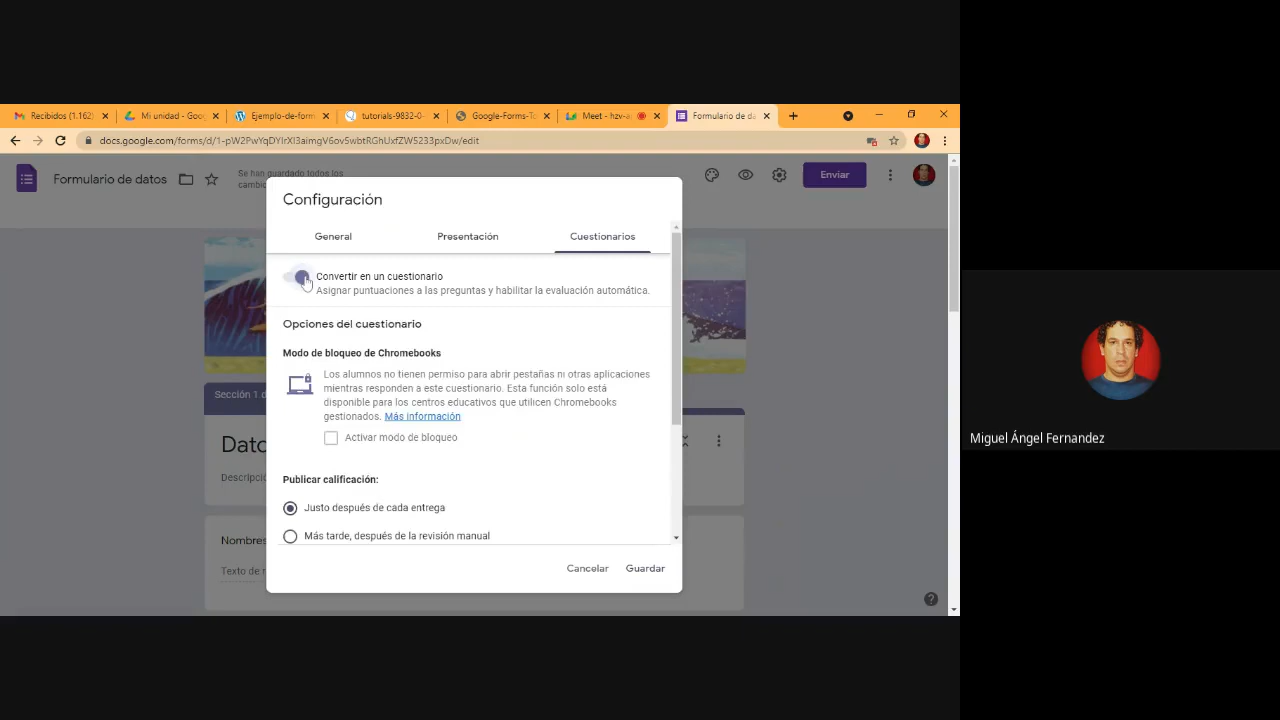 Recibidos (1.162)
Mi unidad - Goog
Ejemplo-de-form
tutorials-9832-0-
Google-Forms-Tu
Meet - hzv-a
Formulario de da
docs.google.com/forms/d/1-pW2PwYqDYIrXl3aimgV6ov5wbtRGhUxfZW5233pxDw/edit
Formulario de datos
Se han guardado todos los
cambio
Enviar
Configuración
General
Presentación
Cuestionarios
Convertir en un cuestionario
Asignar puntuaciones a las preguntas y habilitar la evaluación automática.
Opciones del cuestionario
Modo de bloqueo de Chromebooks
Los alumnos no tienen permiso para abrir pestañas ni otras aplicaciones
mientras responden a este cuestionario. Esta función solo está
disponible para los centros educativos que utilicen Chromebooks
gestionados. Más información
Activar modo de bloqueo
Publicar calificación:
Justo después de cada entrega
Más tarde, después de la revisión manual
Cancelar
Guardar
Sección 1 d
Dato
Descripció
Nombres
Texto de r
Miguel Ángel Fernandez